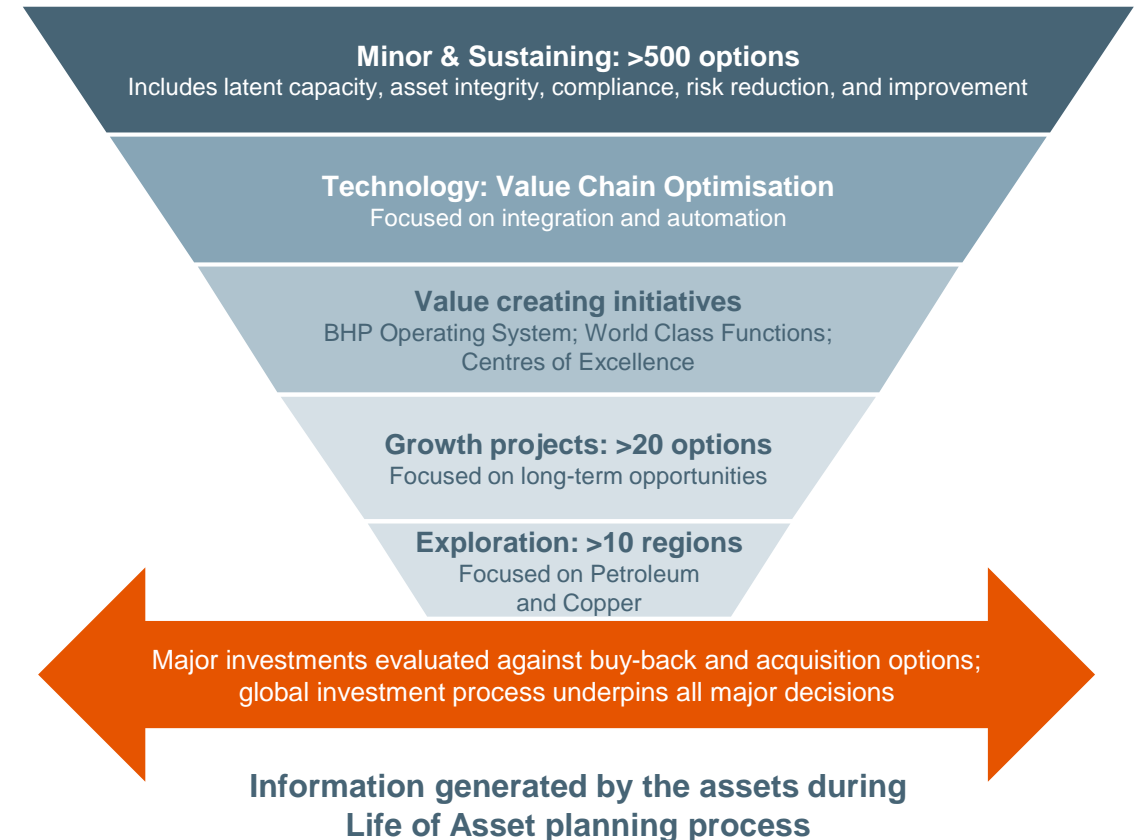 Minor & Sustaining: >500 options
Includes latent capacity, asset integrity, compliance, risk reduction, and improvement
Technology: Value Chain Optimisation
Focused on integration and automation
Value creating initiatives
BHP Operating System; World Class Functions;
Centres of Excellence
Growth projects: >20 options
Focused on long-term opportunities
Exploration: >10 regions
Focused on Petroleum
and Copper
Major investments evaluated against buy-back and acquisition options;
global investment process underpins all major decisions
Information generated by the assets during
Life of Asset planning process